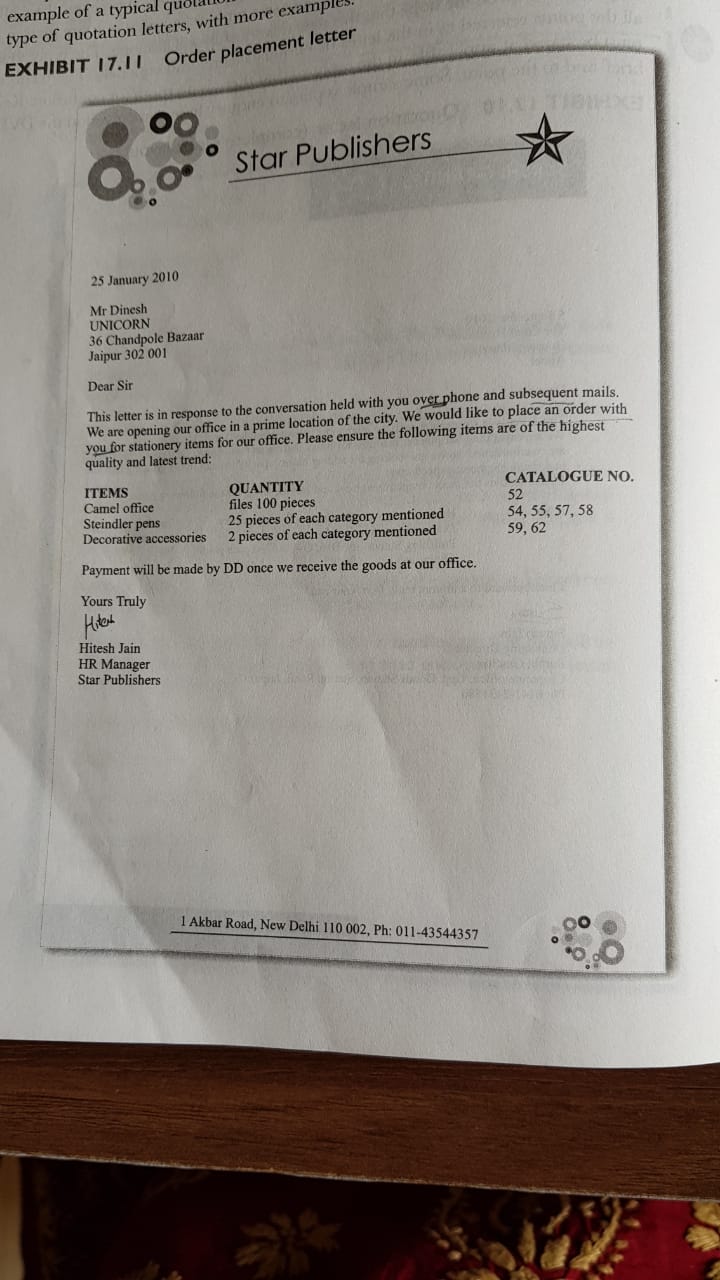 example of a typical
type of quotation letters, with more examples.
EXHIBIT 17.11 Order placement letter
Star Publishers
25 January 2010
Mr Dinesh
UNICORN
36 Chandpole Bazaar
Jaipur 302 001
Dear Sir
This letter is in response to the conversation held with you over phone and subsequent mails.
We are opening our office in a prime location of the city. We would like to place an order with
you for stationery items for our office. Please ensure the following items are of the highest
quality and latest trend:
ITEMS QUANTITY CATALOGUE NO.
Camel office files 100 pieces 52
Steindler pens 25 pieces of each category mentioned 54, 55, 57, 58
Decorative accessories 2 pieces of each category mentioned 59, 62
Payment will be made by DD once we receive the goods at our office.
Yours Truly
Hitesh
Hitesh Jain
HR Manager
Star Publishers
1 Akbar Road, New Delhi 110 002, Ph: 011-43544357